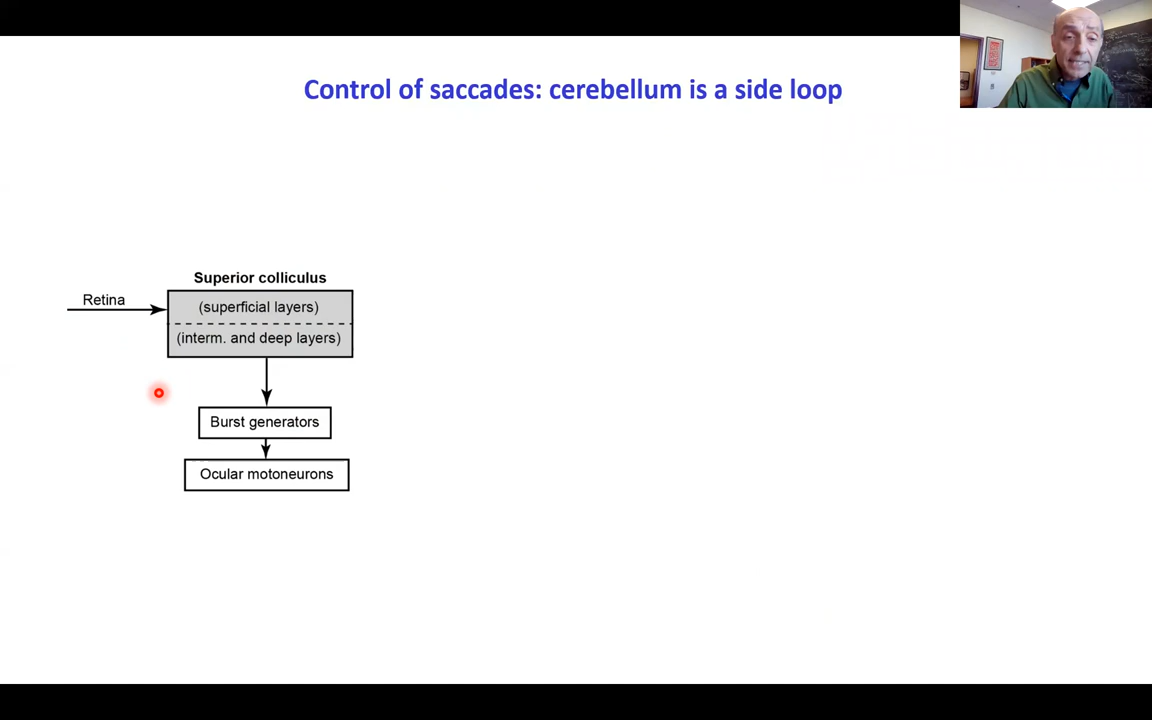 Control of saccades: cerebellum is a side loop
Superior colliculus
Retina
(superficial layers)
(interm. and deep layers)
Burst generators
Ocular motoneurons